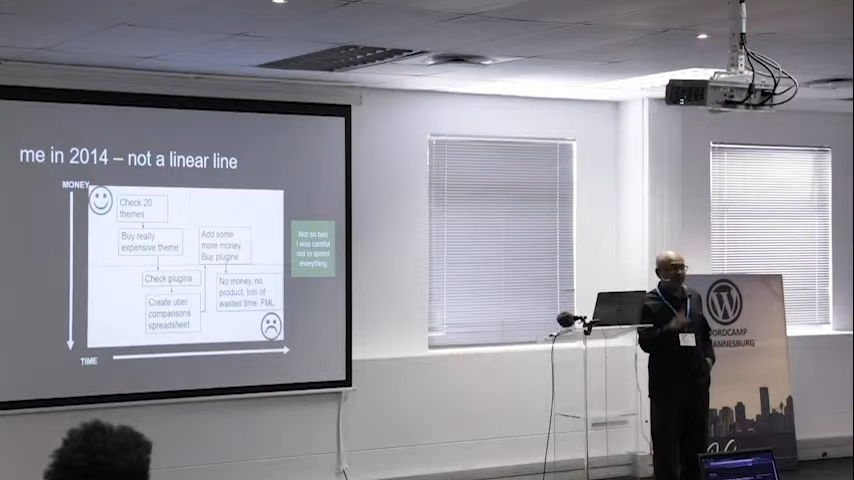 me in 2014 – not a linear line
MONEY
Check 20
themes
Buy really
expensive theme
Add some
more money.
Buy plugins
Check plugins
No money, no
product, lots of
wasted time. FML
Create uber
comparisons
spreadsheet
Not so bad
I was careful
not to spend
everything
TIME
W
ORDCAMP
ANNESBURG